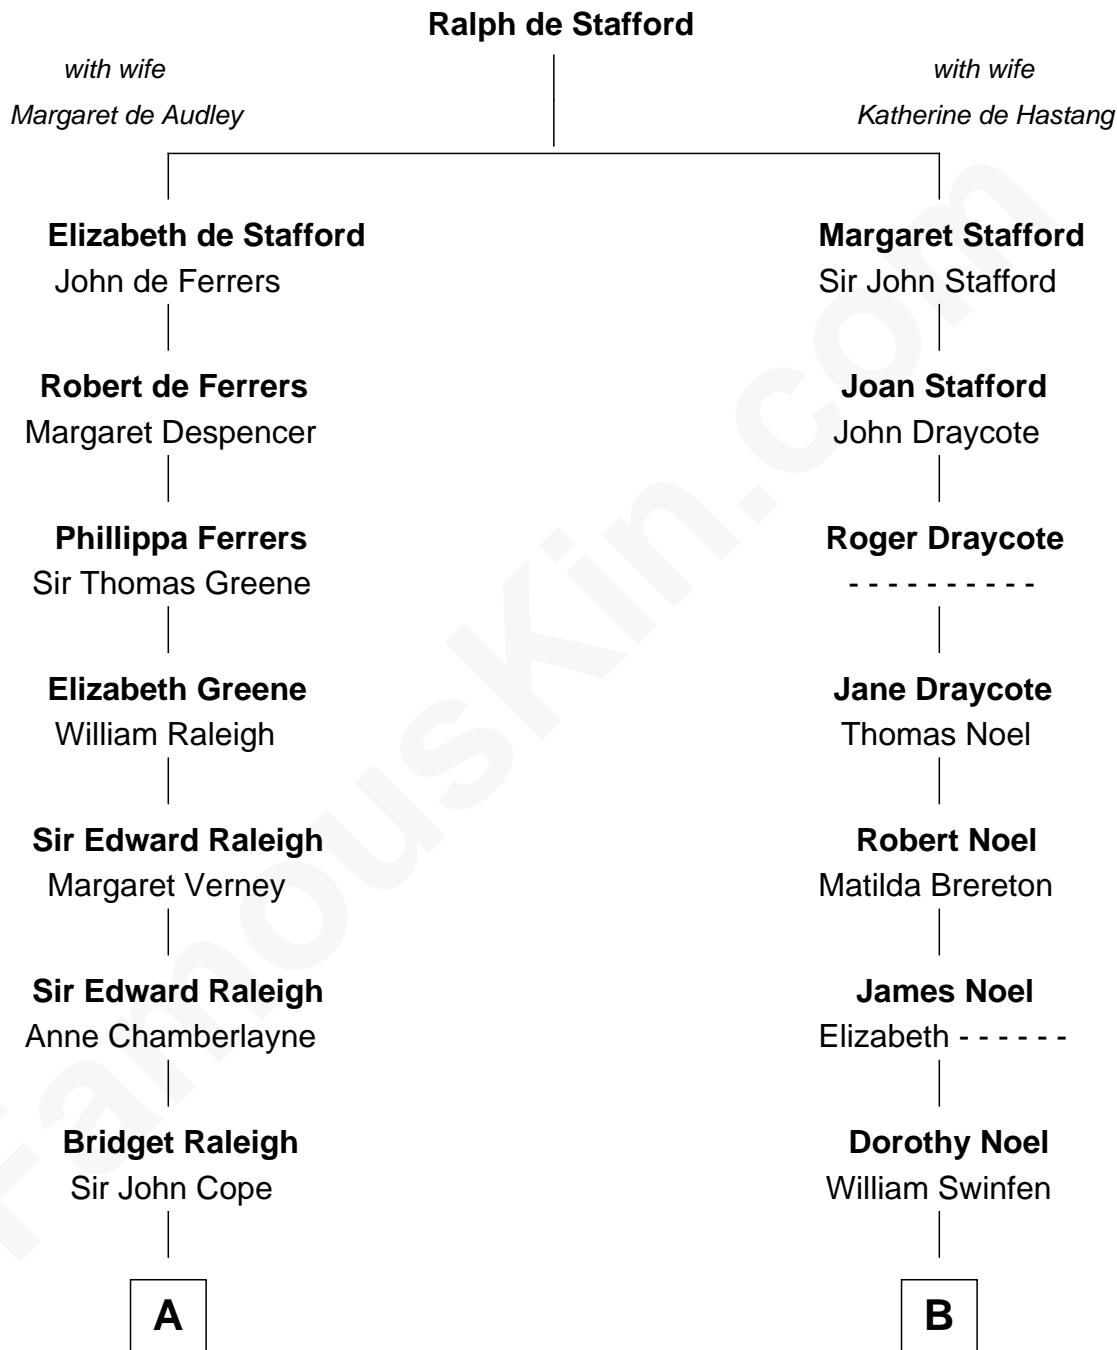 Ralph de Stafford
with wife
Margaret de Audley
with wife
Katherine de Hastang
Elizabeth de Stafford
John de Ferrers
Margaret Stafford
Sir John Stafford
Robert de Ferrers
Margaret Despencer
Joan Stafford
John Draycote
Phillippa Ferrers
Sir Thomas Greene
Roger Draycote
- - - - - - - - - -
Elizabeth Greene
William Raleigh
Jane Draycote
Thomas Noel
Sir Edward Raleigh
Margaret Verney
Robert Noel
Matilda Brereton
Sir Edward Raleigh
Anne Chamberlayne
James Noel
Elizabeth - - - - - -
Bridget Raleigh
Sir John Cope
Dorothy Noel
William Swinfen
A
B
FamousKin.com